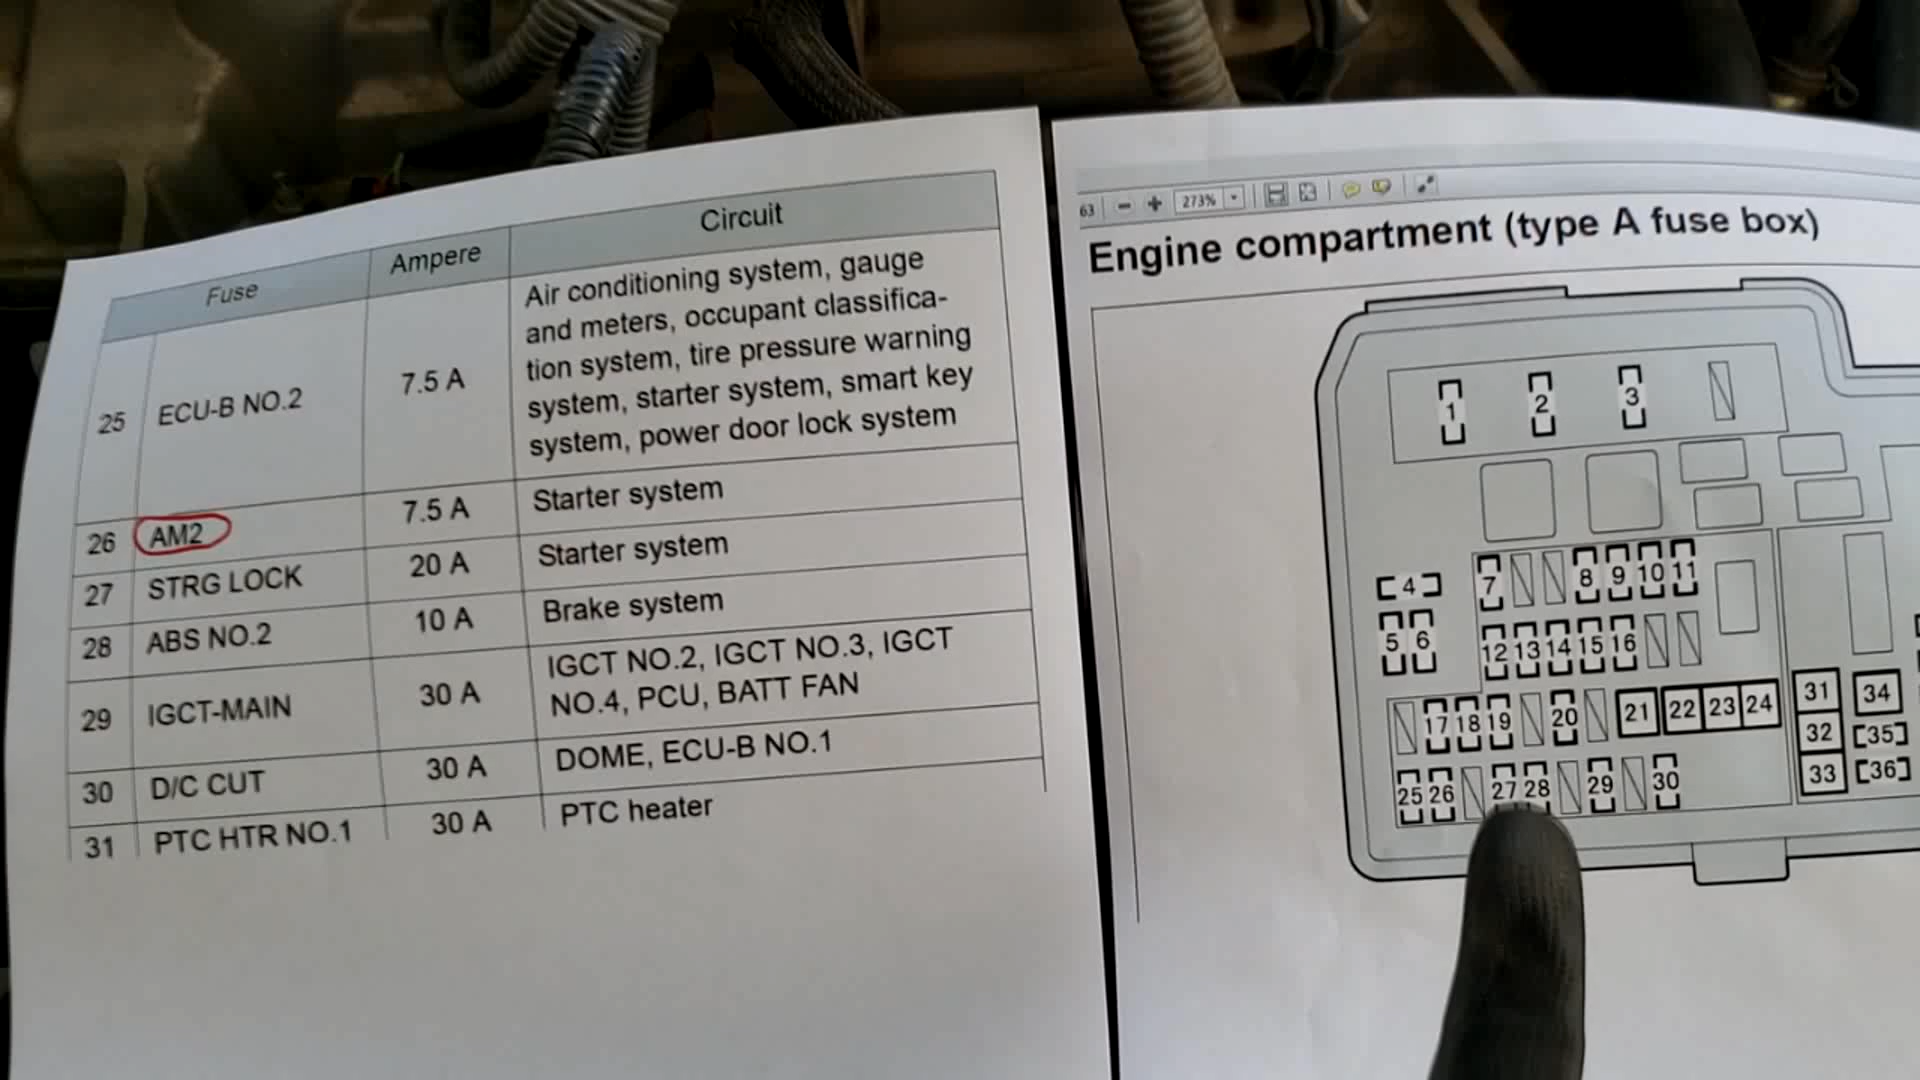 Fuse Ampere Circuit
25 ECU-B NO.2 7.5 A Air conditioning system, gauge
and meters, occupant classifica-
tion system, tire pressure warning
system, starter system, smart key
system, power door lock system
26 AM2 7.5 A Starter system
27 STRG LOCK 20 A Starter system
28 ABS NO.2 10 A Brake system
29 IGCT-MAIN 30 A IGCT NO.2, IGCT NO.3, IGCT
NO.4, PCU, BATT FAN
30 D/C CUT 30 A DOME, ECU-B NO.1
31 PTC HTR NO.1 30 A PTC heater
63 273%
Engine compartment (type A fuse box)
1 2 3
4 7 8 9 10 11
5 6 12 13 14 15 16
17 18 19 20 21 22 23 24 31 34
32 35
25 26 27 28 29 30 33 36